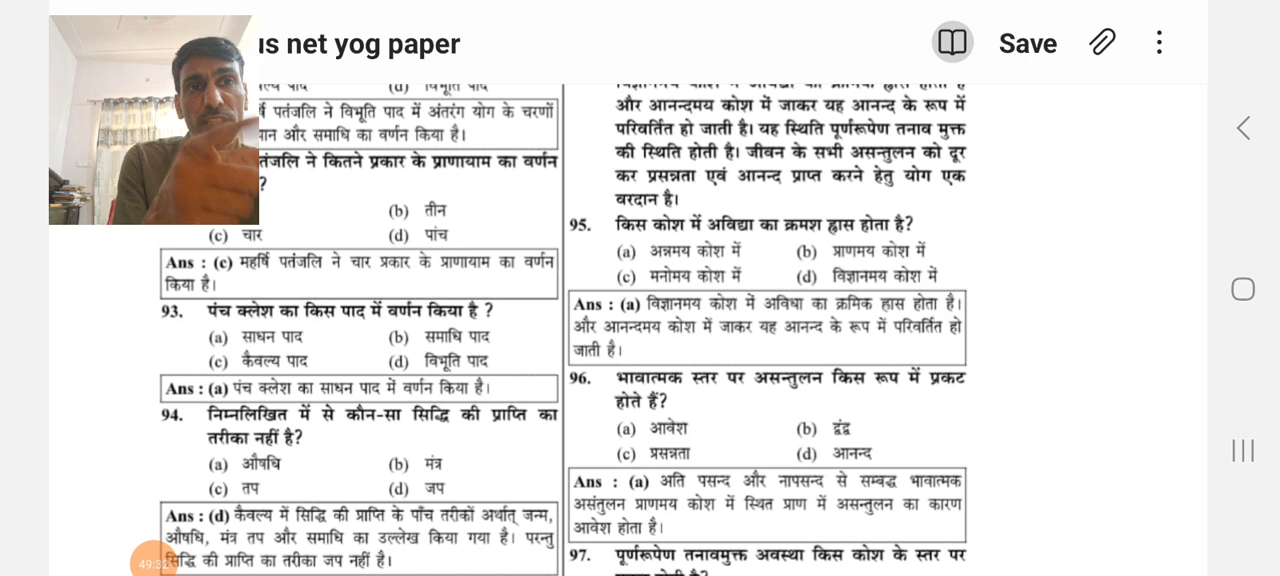 us net yog paper
Save
(d) विभूति पाद
पतंजलि ने विभूति पाद में अंतरंग योग के चरणों
और समाधि का वर्णन किया है।
ने कितने प्रकार के प्राणायाम का वर्णन
?
(b) तीन
(c) चार (d) पांच
Ans : (c) महर्षि पतंजलि ने चार प्रकार के प्राणायाम का वर्णन
किया है।
93. पंच क्लेश का किस पाद में वर्णन किया है ?
(a) साधन पाद (b) समाधि पाद
(c) कैवल्य पाद (d) विभूति पाद
Ans : (a) पंच क्लेश का साधन पाद में वर्णन किया है।
94. निम्नलिखित में से कौन-सा सिद्धि की प्राप्ति का
तरीका नहीं है?
(a) औषधि (b) मंत्र
(c) तप (d) जप
Ans : (d) कैवल्य में सिद्धि की प्राप्ति के पाँच तरीकों अर्थात् जन्म,
औषधि, मंत्र तप और समाधि का उल्लेख किया गया है। परन्तु
सिद्धि की प्राप्ति का तरीका जप नहीं है।
49:32
और आनन्दमय कोश में जाकर यह आनन्द के रूप में
परिवर्तित हो जाती है। यह स्थिति पूर्णरूपेण तनाव मुक्त
की स्थिति होती है। जीवन के सभी असन्तुलन को दूर
कर प्रसन्नता एवं आनन्द प्राप्त करने हेतु योग एक
वरदान है।
95. किस कोश में अविद्या का क्रमश ह्रास होता है?
(a) अन्नमय कोश में (b) प्राणमय कोश में
(c) मनोमय कोश में (d) विज्ञानमय कोश में
Ans : (a) विज्ञानमय कोश में अविधा का क्रमिक हास होता है।
और आनन्दमय कोश में जाकर यह आनन्द के रूप में परिवर्तित हो
जाती है।
96. भावात्मक स्तर पर असन्तुलन किस रूप में प्रकट
होते हैं?
(a) आवेश (b) द्वंद्व
(c) प्रसन्नता (d) आनन्द
Ans : (a) अति पसन्द और नापसन्द से सम्बद्ध भावात्मक
असंतुलन प्राणमय कोश में स्थित प्राण में असन्तुलन का कारण
आवेश होता है।
97. पूर्णरूपेण तनावमुक्त अवस्था किस कोश के स्तर पर